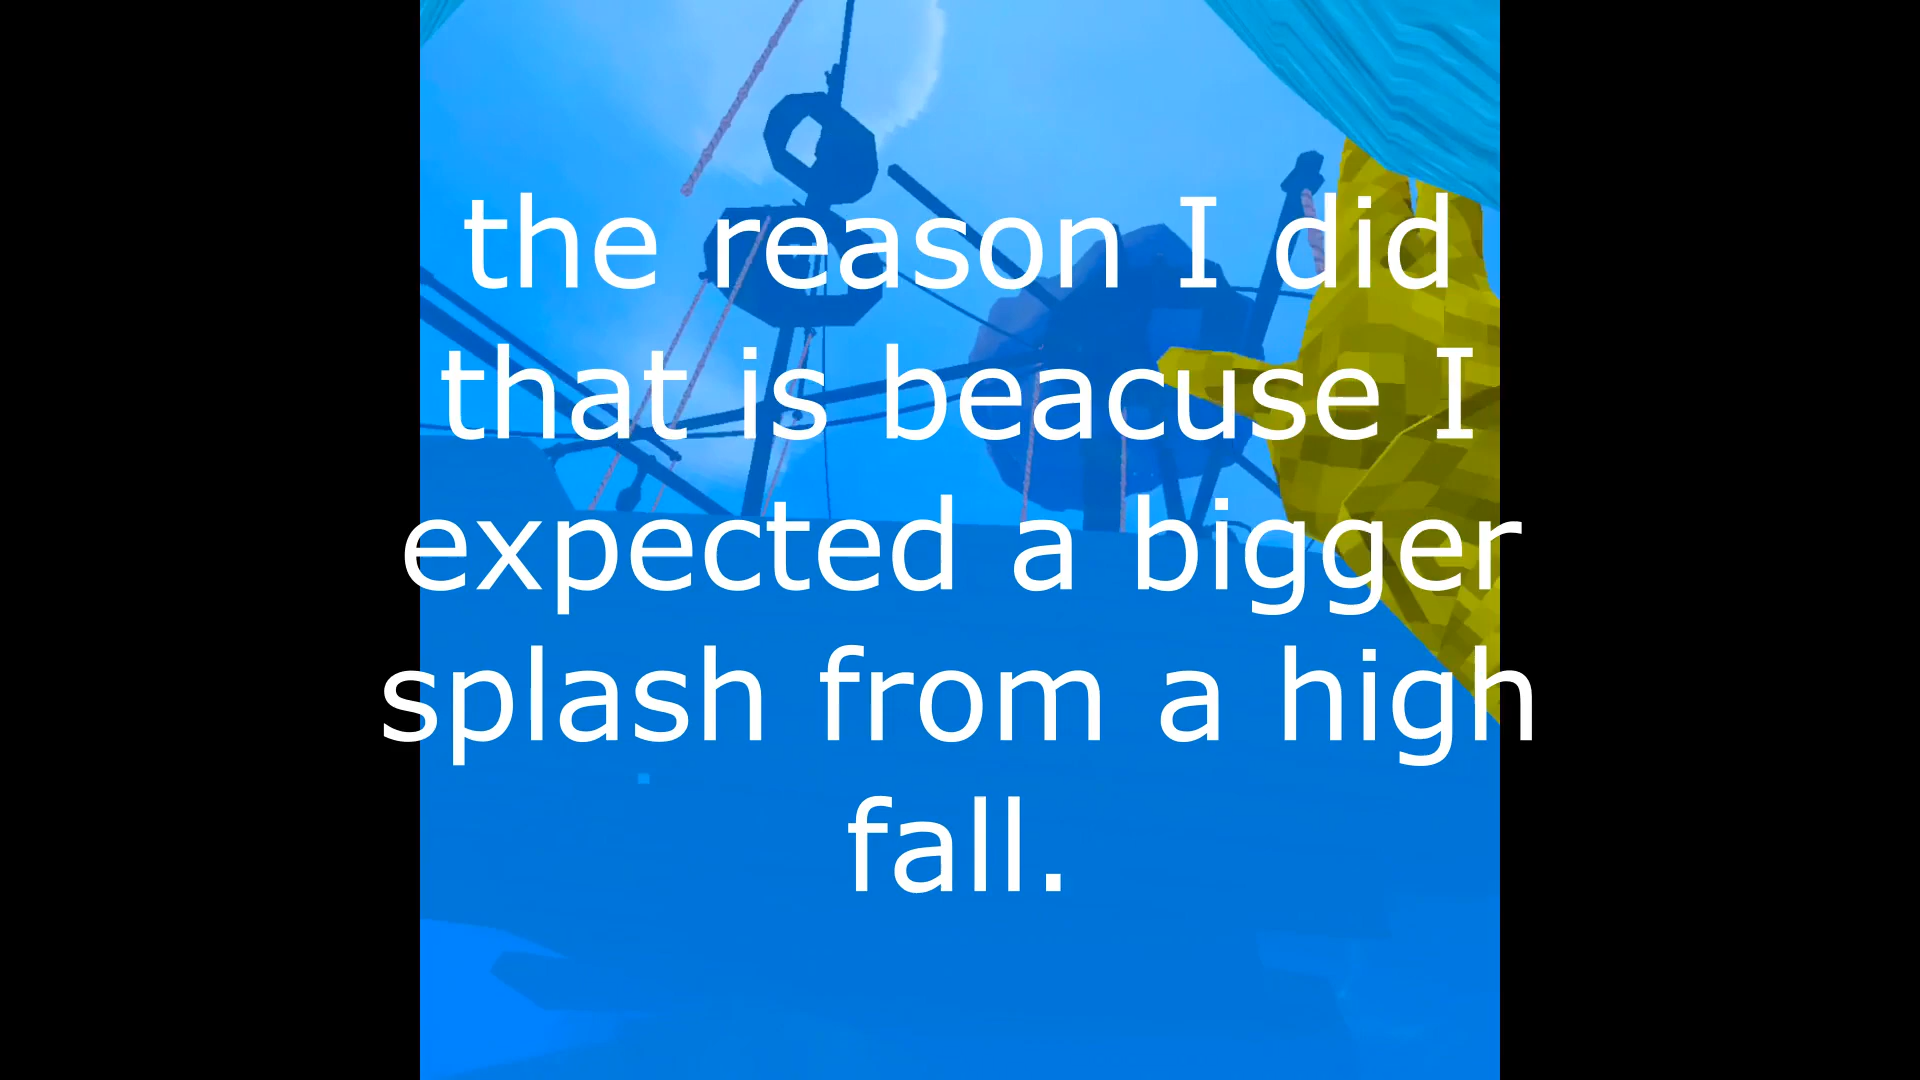 the reason I did
that is beacuse I
expected a bigger
splash from a high
fall.